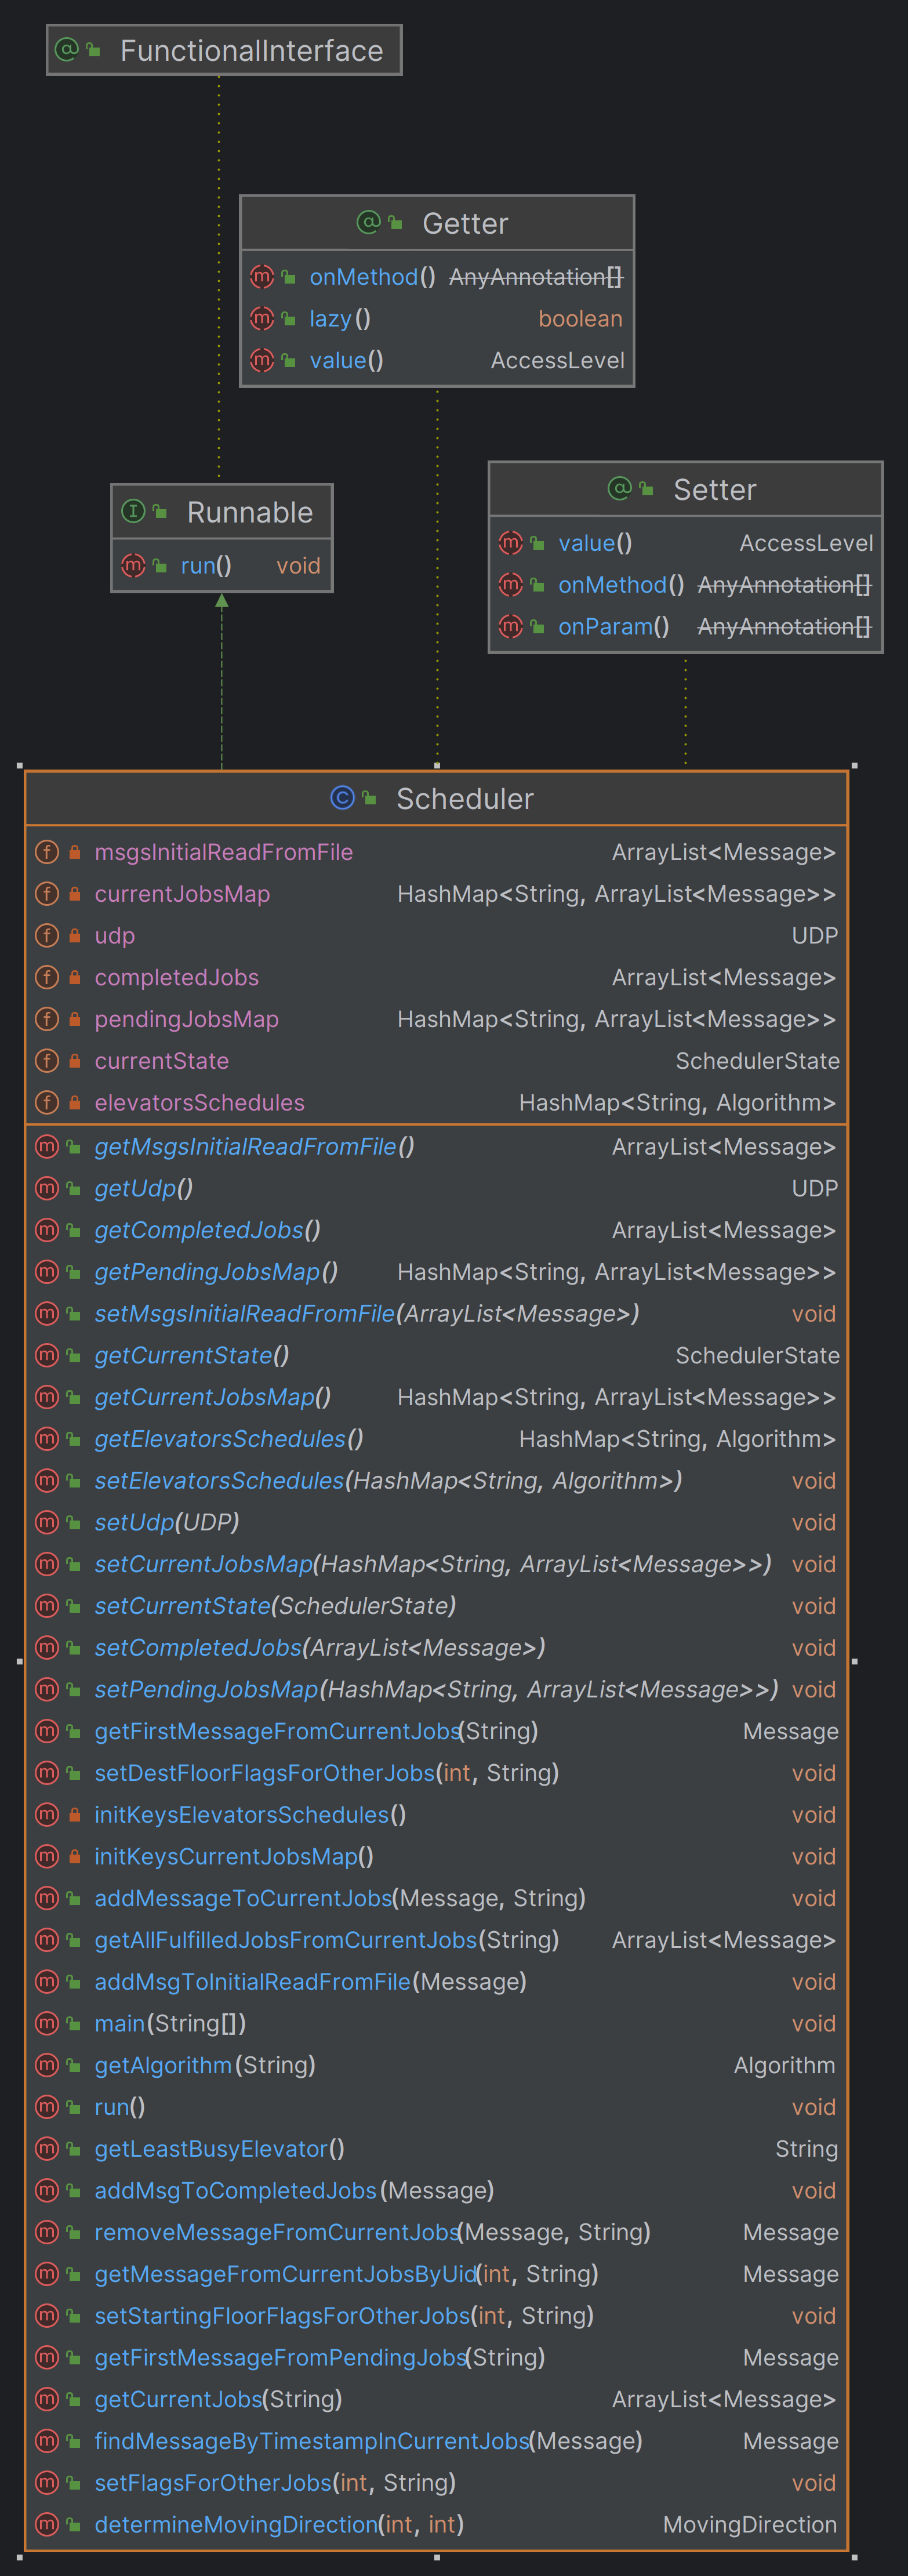 FunctionalInterface
Getter
onMethod() AnyAnnotation[]
lazy() boolean
value() AccessLevel
Setter
value() AccessLevel
onMethod() AnyAnnotation[]
onParam() AnyAnnotation[]
Runnable
run() void
Scheduler
msgsInitialReadFromFile ArrayList<Message>
currentJobsMap HashMap<String, ArrayList<Message>>
udp UDP
completedJobs ArrayList<Message>
pendingJobsMap HashMap<String, ArrayList<Message>>
currentState SchedulerState
elevatorsSchedules HashMap<String, Algorithm>
getMsgsInitialReadFromFile() ArrayList<Message>
getUdp() UDP
getCompletedJobs() ArrayList<Message>
getPendingJobsMap() HashMap<String, ArrayList<Message>>
setMsgsInitialReadFromFile(ArrayList<Message>) void
getCurrentState() SchedulerState
getCurrentJobsMap() HashMap<String, ArrayList<Message>>
getElevatorsSchedules() HashMap<String, Algorithm>
setElevatorsSchedules(HashMap<String, Algorithm>) void
setUdp(UDP) void
setCurrentJobsMap(HashMap<String, ArrayList<Message>>) void
setCurrentState(SchedulerState) void
setCompletedJobs(ArrayList<Message>) void
setPendingJobsMap(HashMap<String, ArrayList<Message>>) void
getFirstMessageFromCurrentJobs(String) Message
setDestFloorFlagsForOtherJobs(int, String) void
initKeysElevatorsSchedules() void
initKeysCurrentJobsMap() void
addMessageToCurrentJobs(Message, String) void
getAllFulfilledJobsFromCurrentJobs(String) ArrayList<Message>
addMsgToInitialReadFromFile(Message) void
main(String[]) void
getAlgorithm(String) Algorithm
run() void
getLeastBusyElevator() String
addMsgToCompletedJobs(Message) void
removeMessageFromCurrentJobs(Message, String) Message
getMessageFromCurrentJobsByUid(int, String) Message
setStartingFloorFlagsForOtherJobs(int, String) void
getFirstMessageFromPendingJobs(String) Message
getCurrentJobs(String) ArrayList<Message>
findMessageByTimestampInCurrentJobs(Message) Message
setFlagsForOtherJobs(int, String) void
determineMovingDirection(int, int) MovingDirection